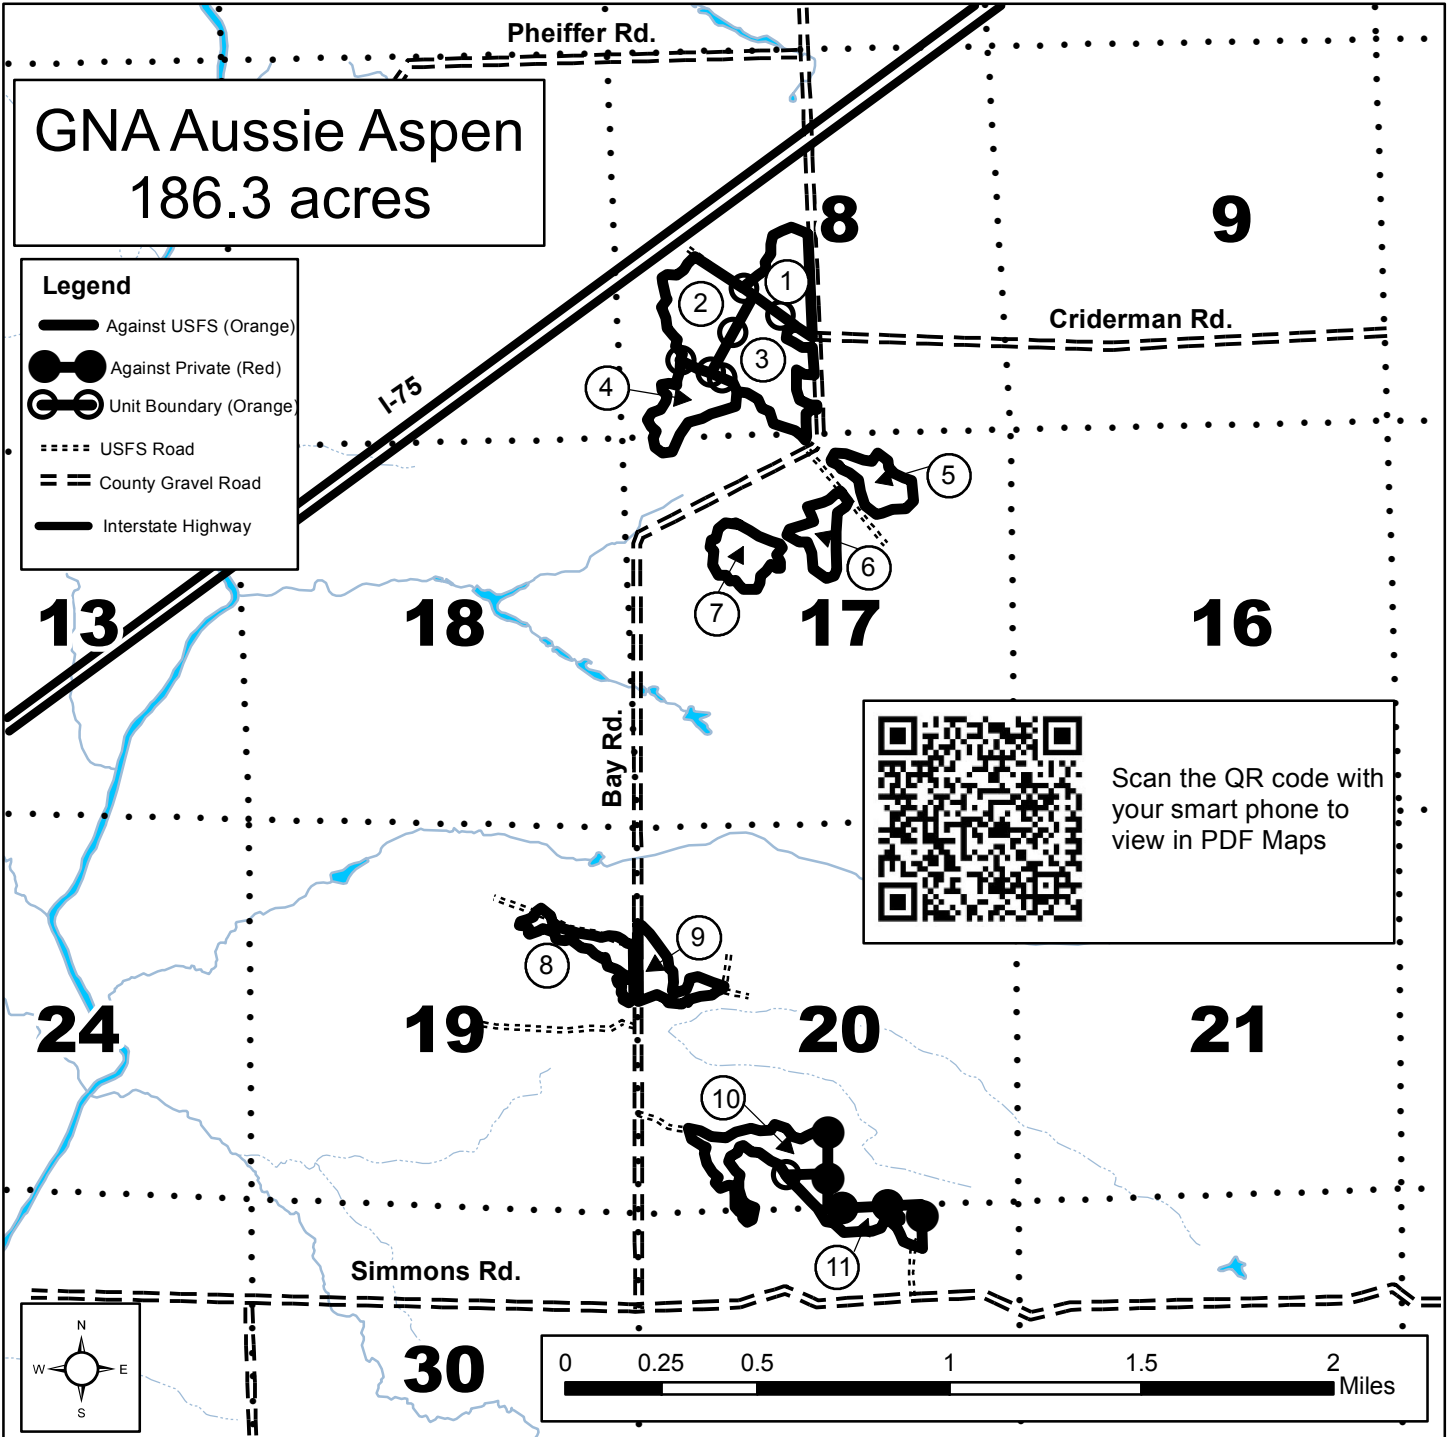 Pheiffer Rd.
GNA Aussie Aspen
186.3 acres
8
9
Legend
Against USFS (Orange)
Against Private (Red)
Unit Boundary (Orange)
USFS Road
County Gravel Road
Interstate Highway
1
2
3
4
Criderman Rd.
I-75
5
6
7
13
18
17
16
Bay Rd.
Scan the QR code with
your smart phone to
view in PDF Maps
8
9
24
19
20
21
10
11
Simmons Rd.
N
W
E
S
30
0 0.25 0.5 1 1.5 2
Miles